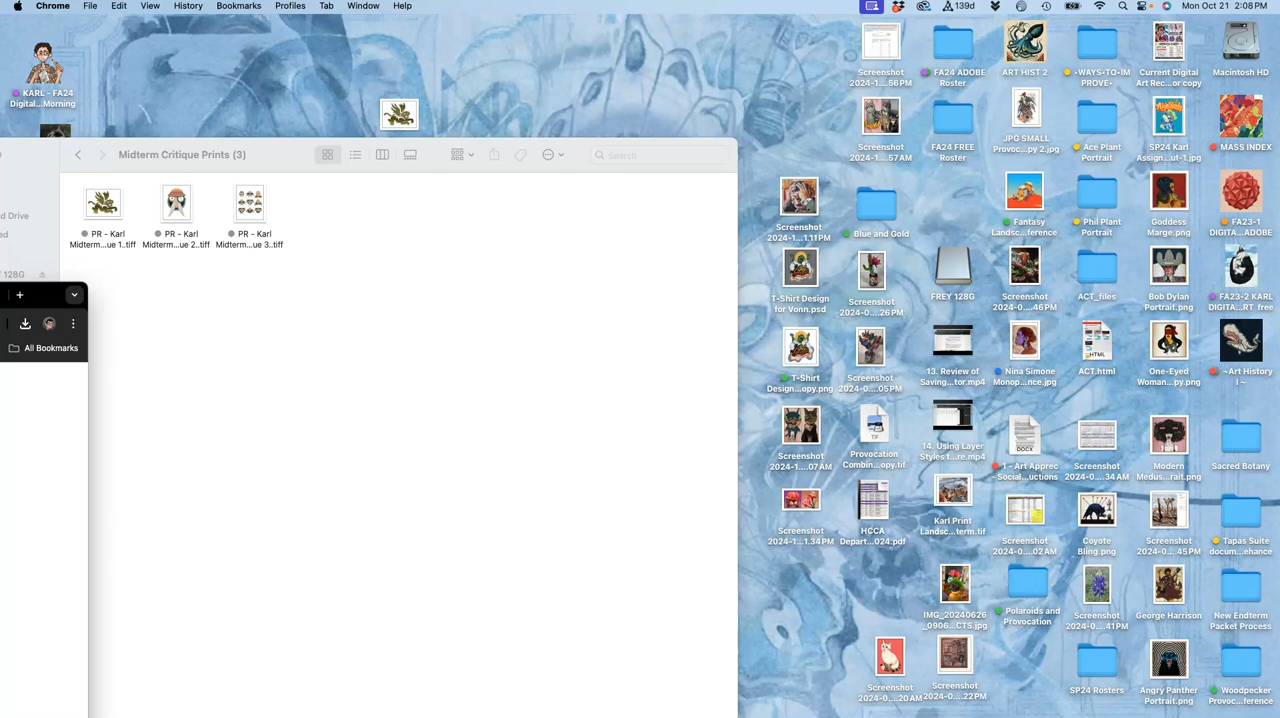 Chrome File Edit View History Bookmarks Profiles Tab Window Help 139d Mon Oct 21 2:08 PM
KARL - FA24
Digital...Morning
Midterm Critique Prints (3)
Search
PR - Karl
Midterm...ue 1..tiff
PR - Karl
Midterm...ue 2..tiff
PR - Karl
Midterm...ue 3..tiff
ed Drive
ed
128G
All Bookmarks
Screenshot
2024-1....56 PM
FA24 ADOBE
Roster
ART HIST 2
•WAYS•TO•IM
PROVE•
Current Digital
Art Rec...or copy
Macintosh HD
Screenshot
2024-1....57 AM
FA24 FREE
Roster
JPG SMALL
Provoc...py 2.jpg
Ace Plant
Portrait
SP24 Karl
Assign...ut-1.jpg
MASS INDEX
Screenshot
2024-1...1.11 PM
Blue and Gold
Fantasy
Landsc...ference
Phil Plant
Portrait
Goddess
Marge.png
FA23-1
DIGITA...ADOBE
T-Shirt Design
for Vonn.psd
Screenshot
2024-0....26 PM
FREY 128G
Screenshot
2024-0....46 PM
ACT_files
Bob Dylan
Portrait.png
FA23-2 KARL
DIGITA...RT free
T-Shirt
Design...opy.png
Screenshot
2024-0....05 PM
13. Review of
Saving...tor.mp4
Nina Simone
Monop...nce.jpg
HTML
ACT.html
One-Eyed
Woman...py.png
~Art History
I ~
Screenshot
2024-1....07 AM
TIF
Provocation
Combin...opy.tif
14. Using Layer
Styles t...re.mp4
DOCX
1 - Art Apprec
- Social...uctions
Screenshot
2024-0....34 AM
Modern
Medus...rait.png
Sacred Botany
Screenshot
2024-1...1.34 PM
HCCA
Depart...024.pdf
Karl Print
Landsc...term.tif
Screenshot
2024-0....02 AM
Coyote
Bling.png
Screenshot
2024-0....45 PM
Tapas Suite
docum...ehance
IMG_20240626
_0906...CTS.jpg
Polaroids and
Provocation
Screenshot
2024-0....41 PM
George Harrison
New Endterm
Packet Process
Screenshot
2024-0....20 AM
Screenshot
2024-0....22 PM
SP24 Rosters
Angry Panther
Portrait.png
Woodpecker
Provoc...ference